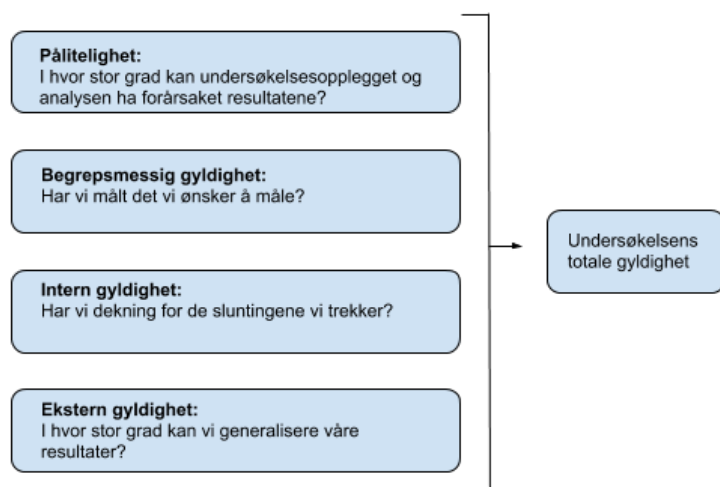 Pålitelighet:
I hvor stor grad kan undersøkelsesopplegget og
analysen ha forårsaket resultatene?
Begrepsmessig gyldighet:
Har vi målt det vi ønsker å måle?
Intern gyldighet:
Har vi dekning for de sluntingene vi trekker?
Ekstern gyldighet:
I hvor stor grad kan vi generalisere våre
resultater?
Undersøkelsens
totale gyldighet